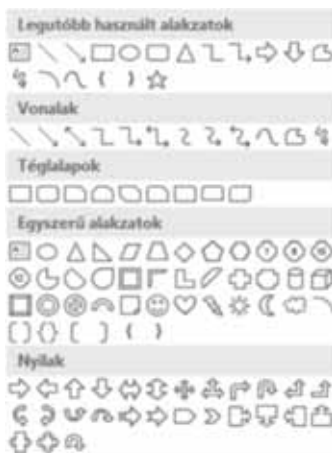 Legutóbb használt alakzatok
Vonalak
Téglalapok
Egyszerű alakzatok
Nyilak